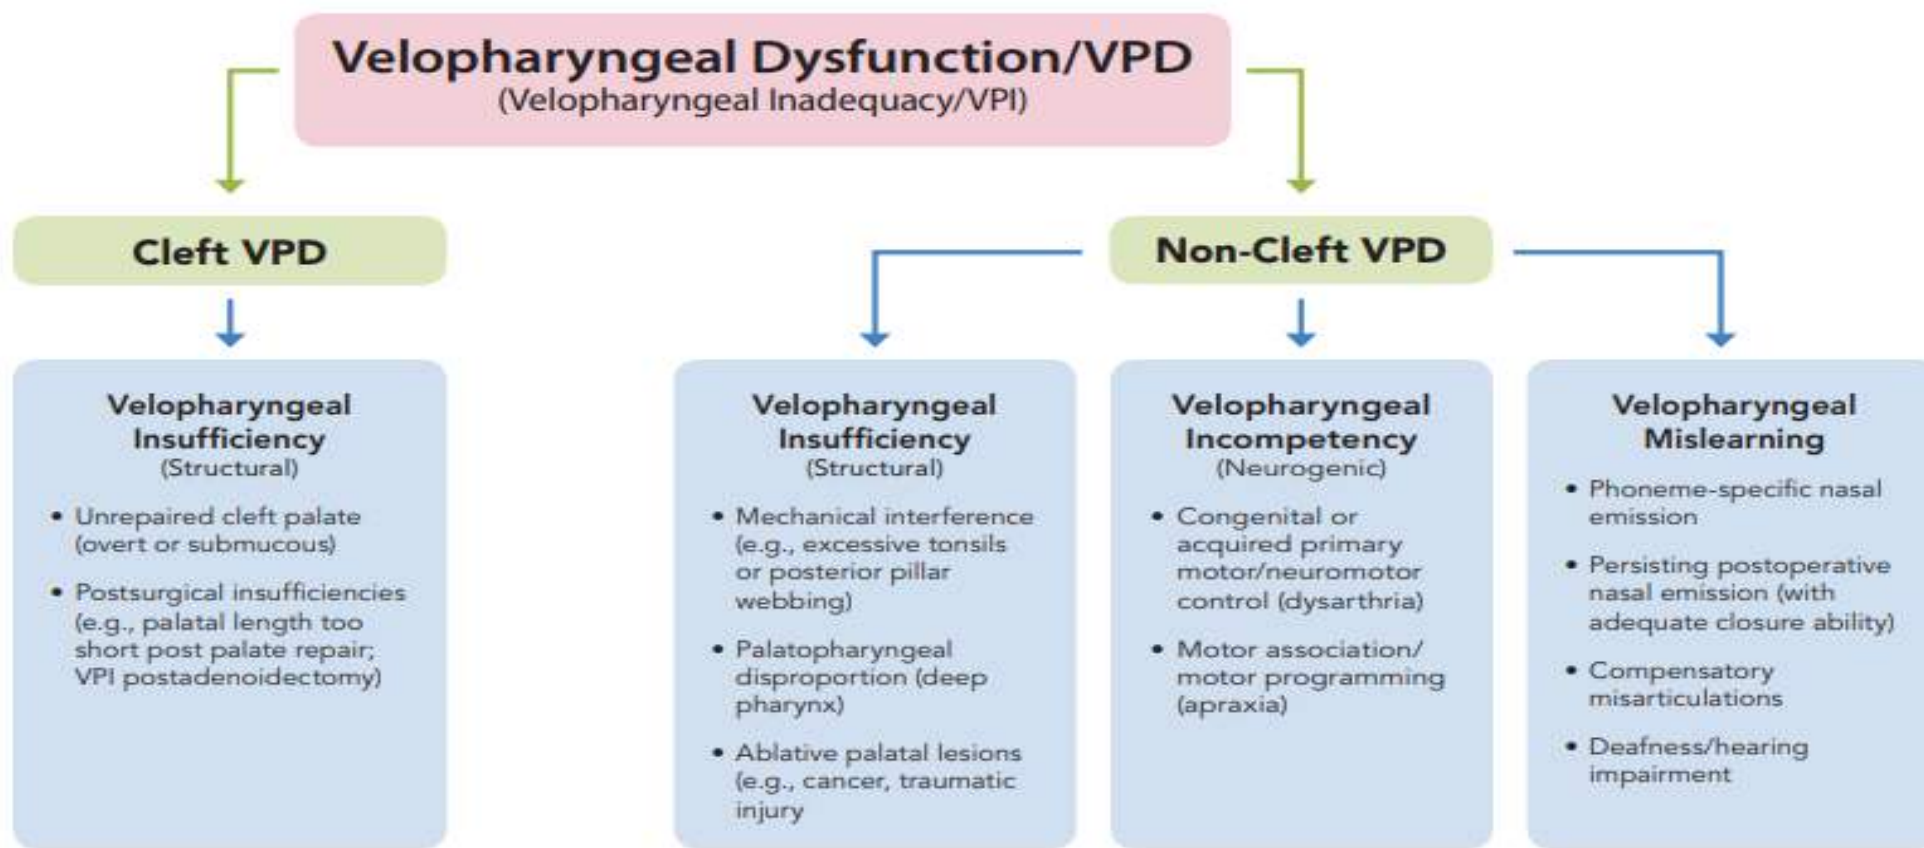 Velopharyngeal Dysfunction/VPD
(Velopharyngeal Inadequacy/VPI)
Cleft VPD
Non-Cleft VPD
Velopharyngeal
Insufficiency
(Structural)
• Unrepaired cleft palate
(overt or submucous)
• Postsurgical insufficiencies
(e.g., palatal length too
short post palate repair;
VPI postadenoidectomy)
Velopharyngeal
Insufficiency
(Structural)
• Mechanical interference
(e.g., excessive tonsils
or posterior pillar
webbing)
• Palatopharyngeal
disproportion (deep
pharynx)
• Ablative palatal lesions
(e.g., cancer, traumatic
injury
Velopharyngeal
Incompetency
(Neurogenic)
• Congenital or
acquired primary
motor/neuromotor
control (dysarthria)
• Motor association/
motor programming
(apraxia)
Velopharyngeal
Mislearning
• Phoneme-specific nasal
emission
• Persisting postoperative
nasal emission (with
adequate closure ability)
• Compensatory
misarticulations
• Deafness/hearing
impairment